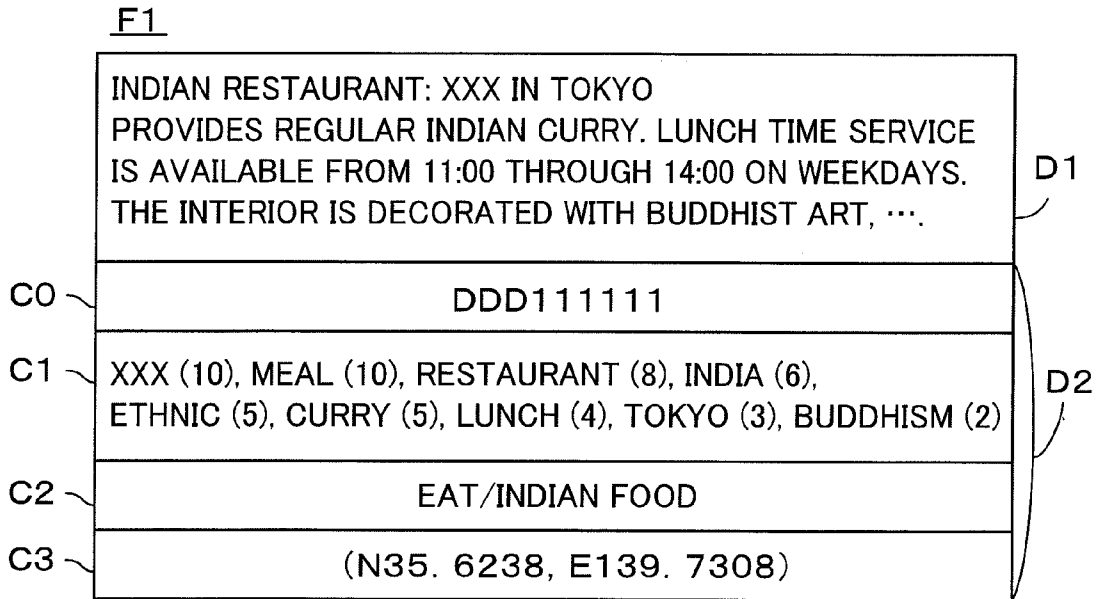 F1
INDIAN RESTAURANT: XXX IN TOKYO
PROVIDES REGULAR INDIAN CURRY. LUNCH TIME SERVICE
IS AVAILABLE FROM 11:00 THROUGH 14:00 ON WEEKDAYS.
THE INTERIOR IS DECORATED WITH BUDDHIST ART, ···.
D1
C0
DDD111111
C1
XXX (10), MEAL (10), RESTAURANT (8), INDIA (6),
ETHNIC (5), CURRY (5), LUNCH (4), TOKYO (3), BUDDHISM (2)
D2
C2
EAT/INDIAN FOOD
C3
(N35. 6238, E139. 7308)